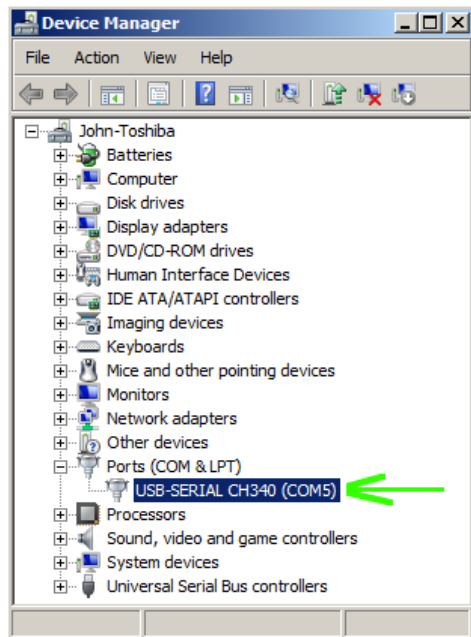 Device Manager
File Action View Help
John-Toshiba
Batteries
Computer
Disk drives
Display adapters
DVD/CD-ROM drives
Human Interface Devices
IDE ATA/ATAPI controllers
Imaging devices
Keyboards
Mice and other pointing devices
Monitors
Network adapters
Other devices
Ports (COM & LPT)
USB-SERIAL CH340 (COM5)
Processors
Sound, video and game controllers
System devices
Universal Serial Bus controllers